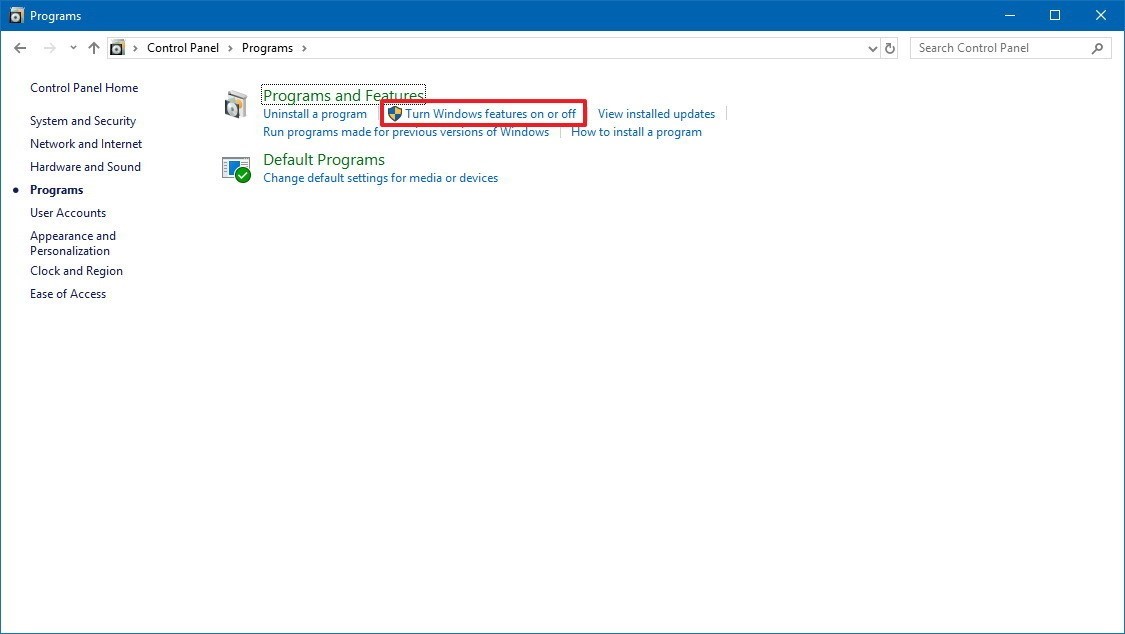 Programs
Control Panel > Programs >
Search Control Panel
Control Panel Home
System and Security
Network and Internet
Hardware and Sound
Programs
User Accounts
Appearance and
Personalization
Clock and Region
Ease of Access
Programs and Features
Uninstall a program Turn Windows features on or off View installed updates
Run programs made for previous versions of Windows How to install a program
Default Programs
Change default settings for media or devices